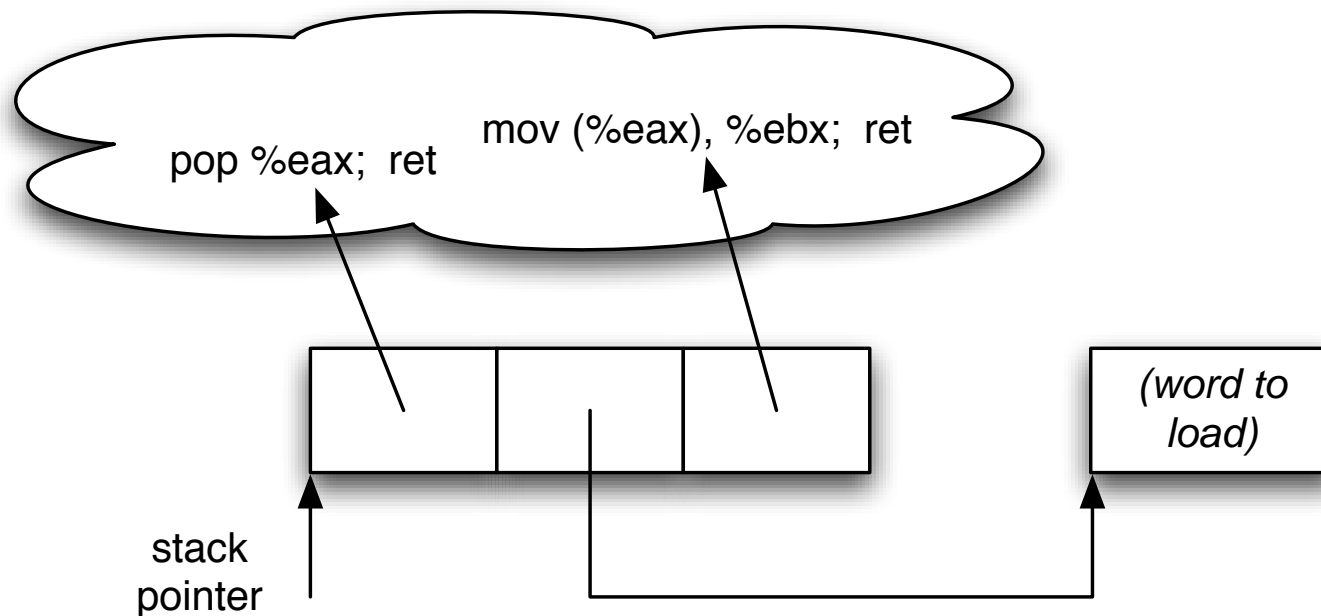 pop %eax;  ret
mov (%eax), %ebx;  ret
(word to
load)
stack
pointer